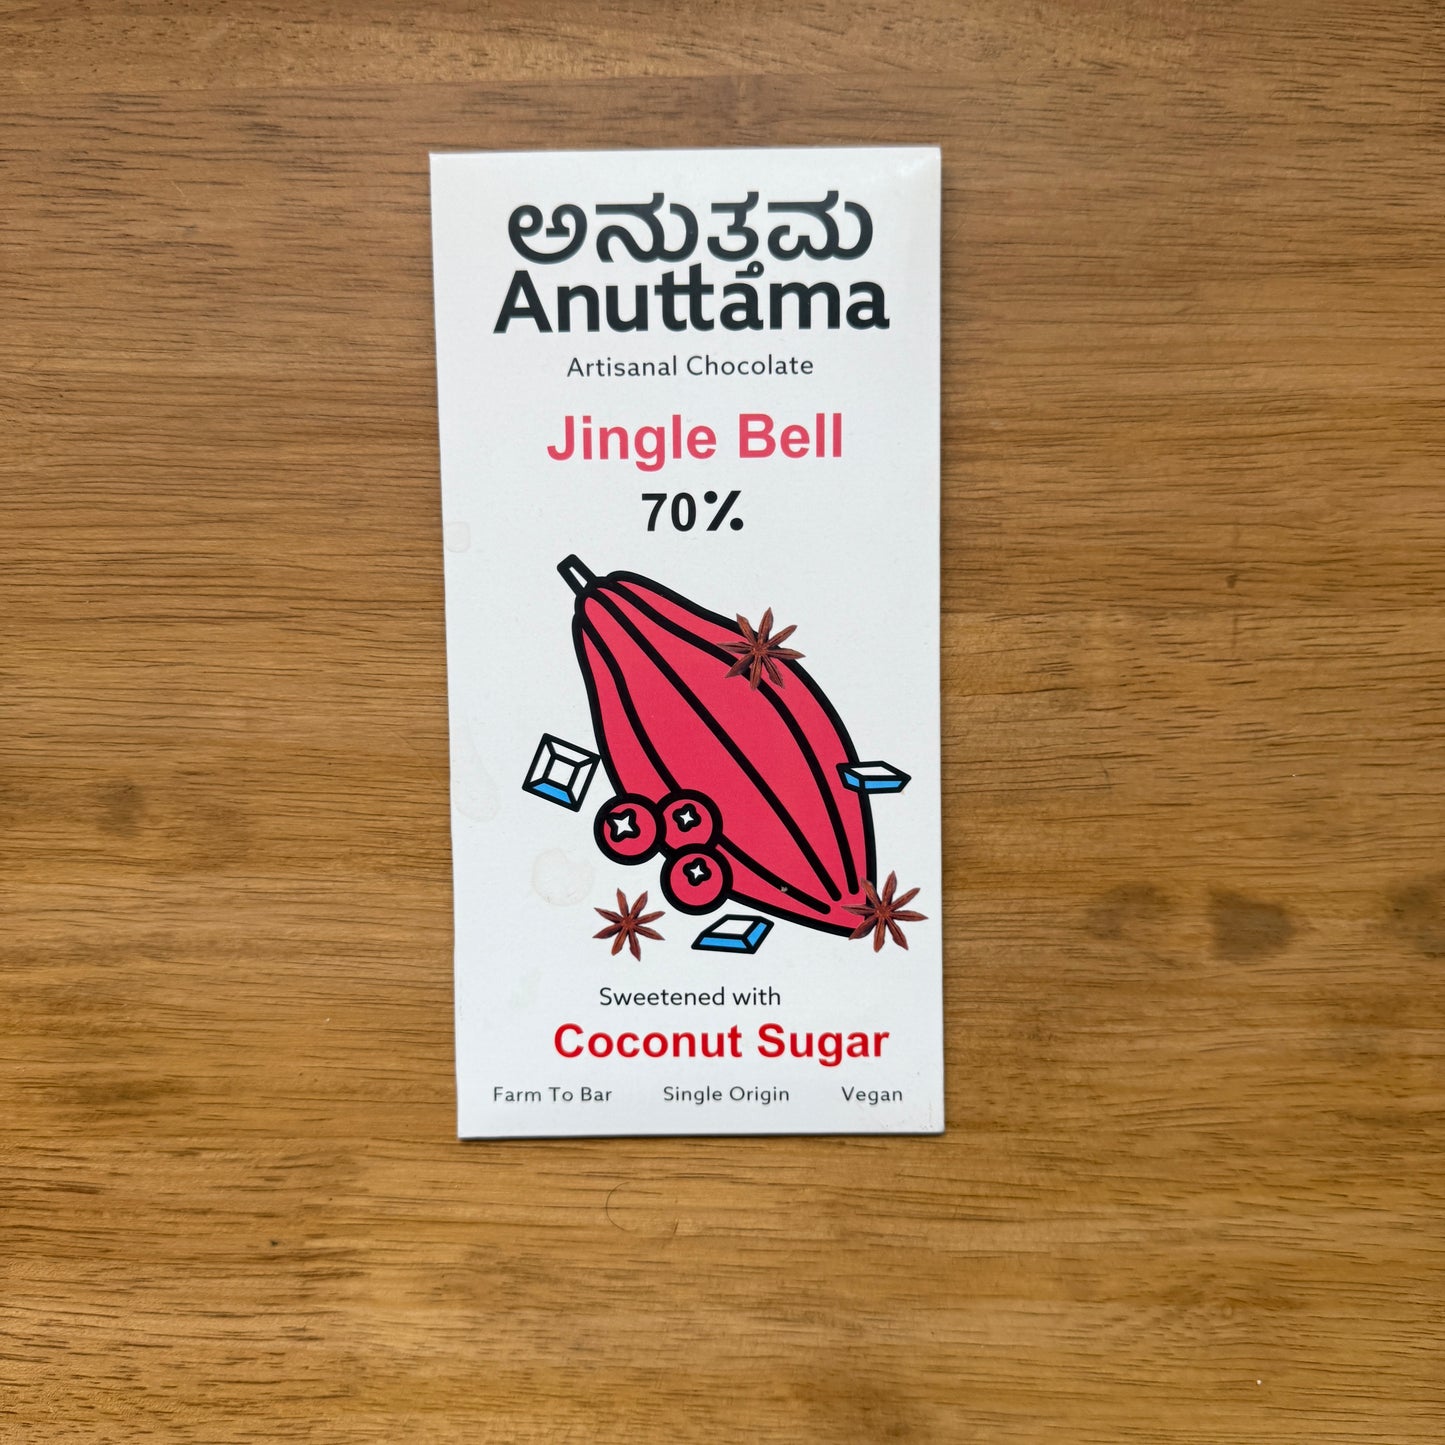 ಅನುತ್ತಮ
Anuttama
Artisanal Chocolate
Jingle Bell
70%
Sweetened with
Coconut Sugar
Farm To Bar Single Origin Vegan